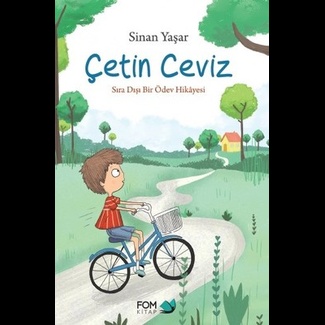 Sinan Yaşar
Çetin Ceviz
Sıra Dışı Bir Ödev Hikâyesi
FOM
KİTAP